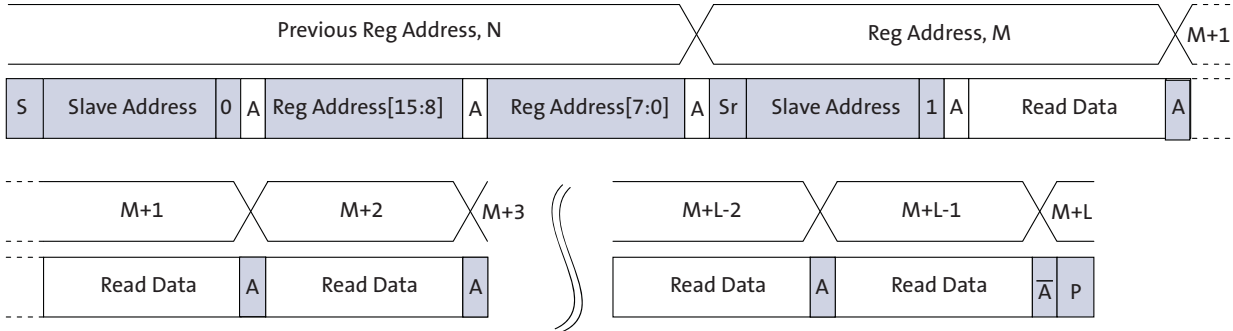 Previous Reg Address, N Reg Address, M M+1
S Slave Address 0 A Reg Address[15:8] A Reg Address[7:0] A Sr Slave Address 1 A Read Data A
M+1 M+2 M+3 M+L-2 M+L-1 M+L
Read Data A Read Data A Read Data A Read Data A̅ P